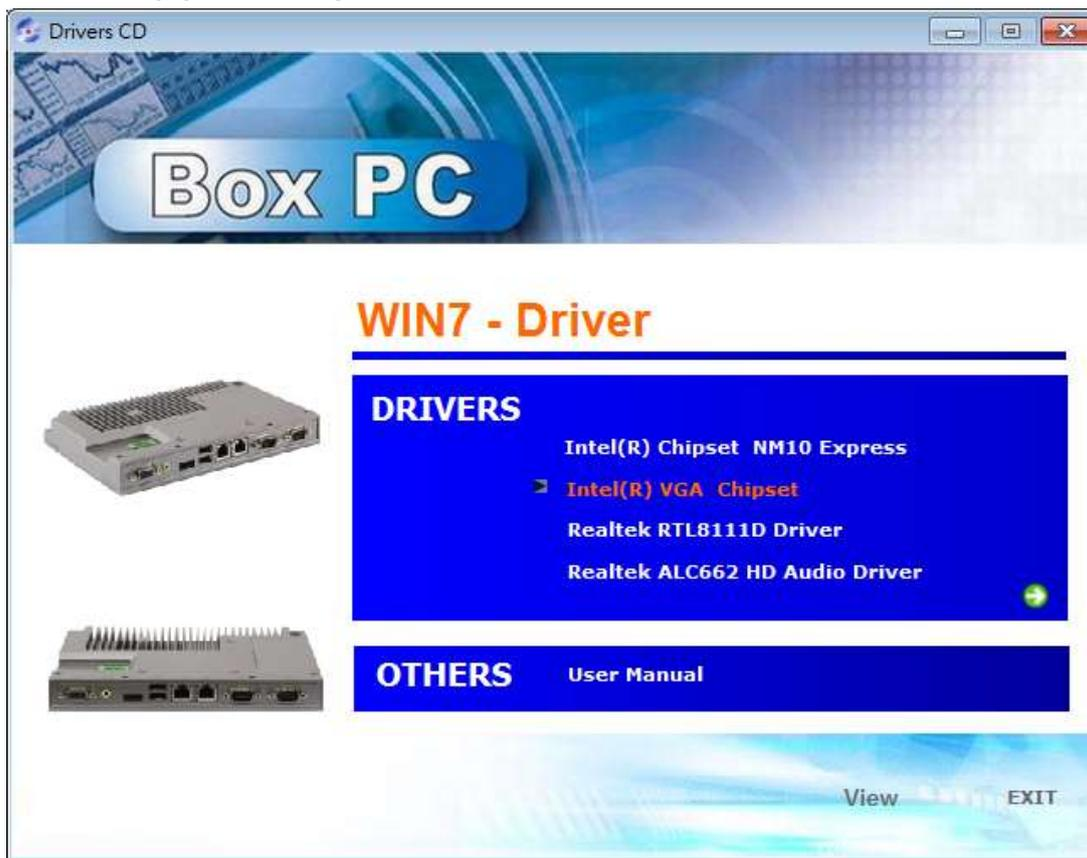 Drivers CD
Box PC
WIN7 - Driver
DRIVERS
Intel(R) Chipset NM10 Express
Intel(R) VGA Chipset
Realtek RTL8111D Driver
Realtek ALC662 HD Audio Driver
OTHERS User Manual
View EXIT